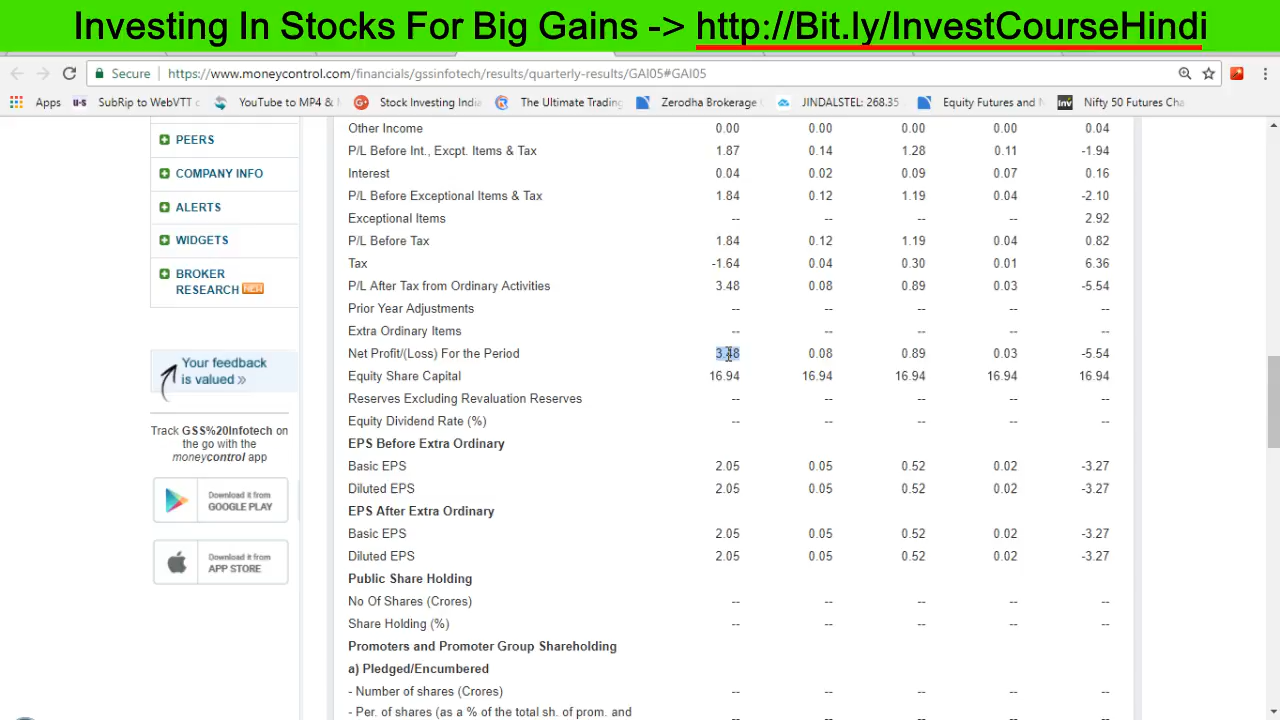 Investing In Stocks For Big Gains -> http://Bit.ly/InvestCourseHindi
Secure https://www.moneycontrol.com/financials/gssinfotech/results/quarterly-results/GAI05#GAI05
Apps SubRip to WebVTT c YouTube to MP4 & Stock Investing India The Ultimate Trading Zerodha Brokerage JINDALSTEL: 268.35 Equity Futures and Nifty 50 Futures Cha
PEERS
COMPANY INFO
ALERTS
WIDGETS
BROKER
RESEARCH NEW
Your feedback
is valued »
Track GSS%20Infotech on
the go with the
moneycontrol app
Download it from
GOOGLE PLAY
Download it from
APP STORE
Other Income 0.00 0.00 0.00 0.00 0.04
P/L Before Int., Excpt. Items & Tax 1.87 0.14 1.28 0.11 -1.94
Interest 0.04 0.02 0.09 0.07 0.16
P/L Before Exceptional Items & Tax 1.84 0.12 1.19 0.04 -2.10
Exceptional Items -- -- -- -- 2.92
P/L Before Tax 1.84 0.12 1.19 0.04 0.82
Tax -1.64 0.04 0.30 0.01 6.36
P/L After Tax from Ordinary Activities 3.48 0.08 0.89 0.03 -5.54
Prior Year Adjustments -- -- -- -- --
Extra Ordinary Items -- -- -- -- --
Net Profit/(Loss) For the Period 3.48 0.08 0.89 0.03 -5.54
Equity Share Capital 16.94 16.94 16.94 16.94 16.94
Reserves Excluding Revaluation Reserves -- -- -- -- --
Equity Dividend Rate (%) -- -- -- -- --
EPS Before Extra Ordinary
Basic EPS 2.05 0.05 0.52 0.02 -3.27
Diluted EPS 2.05 0.05 0.52 0.02 -3.27
EPS After Extra Ordinary
Basic EPS 2.05 0.05 0.52 0.02 -3.27
Diluted EPS 2.05 0.05 0.52 0.02 -3.27
Public Share Holding
No Of Shares (Crores) -- -- -- -- --
Share Holding (%) -- -- -- -- --
Promoters and Promoter Group Shareholding
a) Pledged/Encumbered
- Number of shares (Crores) -- -- -- -- --
- Per. of shares (as a % of the total sh. of prom. and -- -- -- -- --